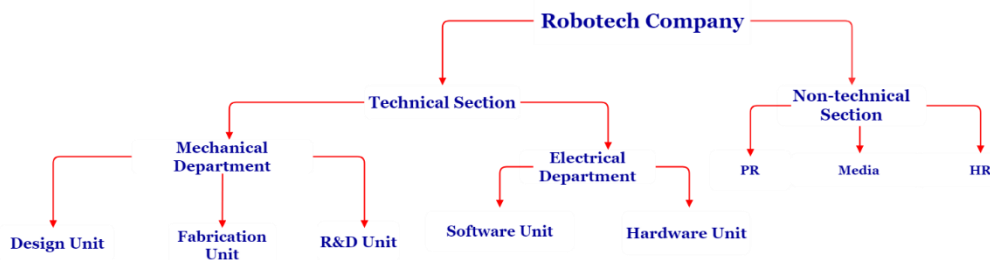 Robotech Company
Technical Section
Non-technical
Section
Mechanical
Department
Electrical
Department
PR
Media
HR
Design Unit
Fabrication
Unit
R&D Unit
Software Unit
Hardware Unit